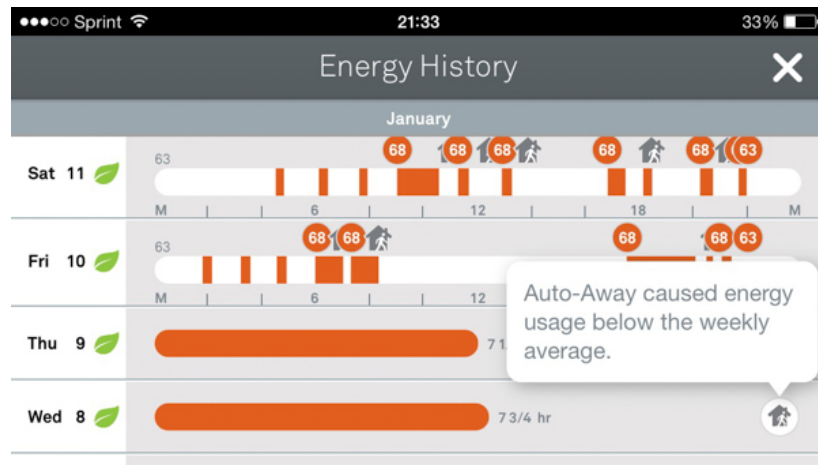 Sprint 21:33 33%
Energy History
January
63 68 68 68 68 68 63
Sat 11
M 6 12 18 M
63 68 68 68 68 63
Fri 10
M 6 12
Auto-Away caused energy
usage below the weekly
average.
Thu 9 7 1
Wed 8 7 3/4 hr